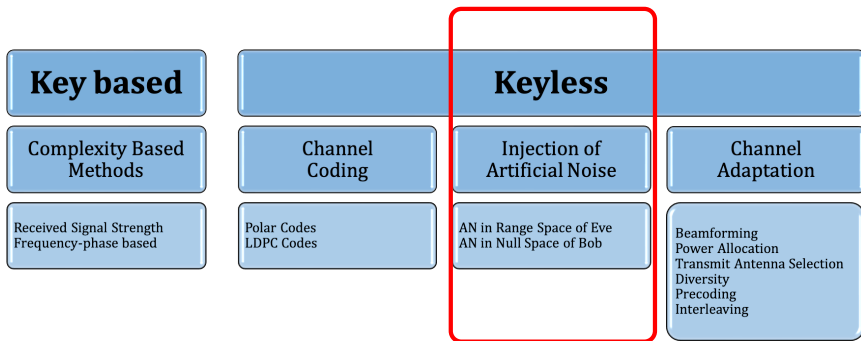 Key based
Keyless
Complexity Based
Methods
Channel
Coding
Injection of
Artificial Noise
Channel
Adaptation
Received Signal Strength
Frequency-phase based
Polar Codes
LDPC Codes
AN in Range Space of Eve
AN in Null Space of Bob
Beamforming
Power Allocation
Transmit Antenna Selection
Diversity
Precoding
Interleaving